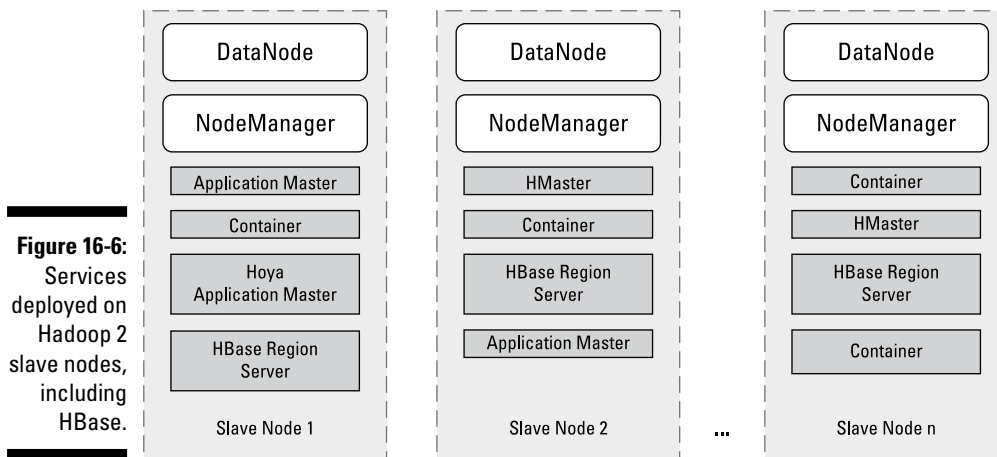 DataNode
NodeManager
Application Master
Container
Hoya
Application Master
HBase Region
Server
Slave Node 1
DataNode
NodeManager
HMaster
Container
HBase Region
Server
Application Master
Slave Node 2
...
DataNode
NodeManager
Container
HMaster
HBase Region
Server
Container
Slave Node n
Figure 16-6:
Services
deployed on
Hadoop 2
slave nodes,
including
HBase.